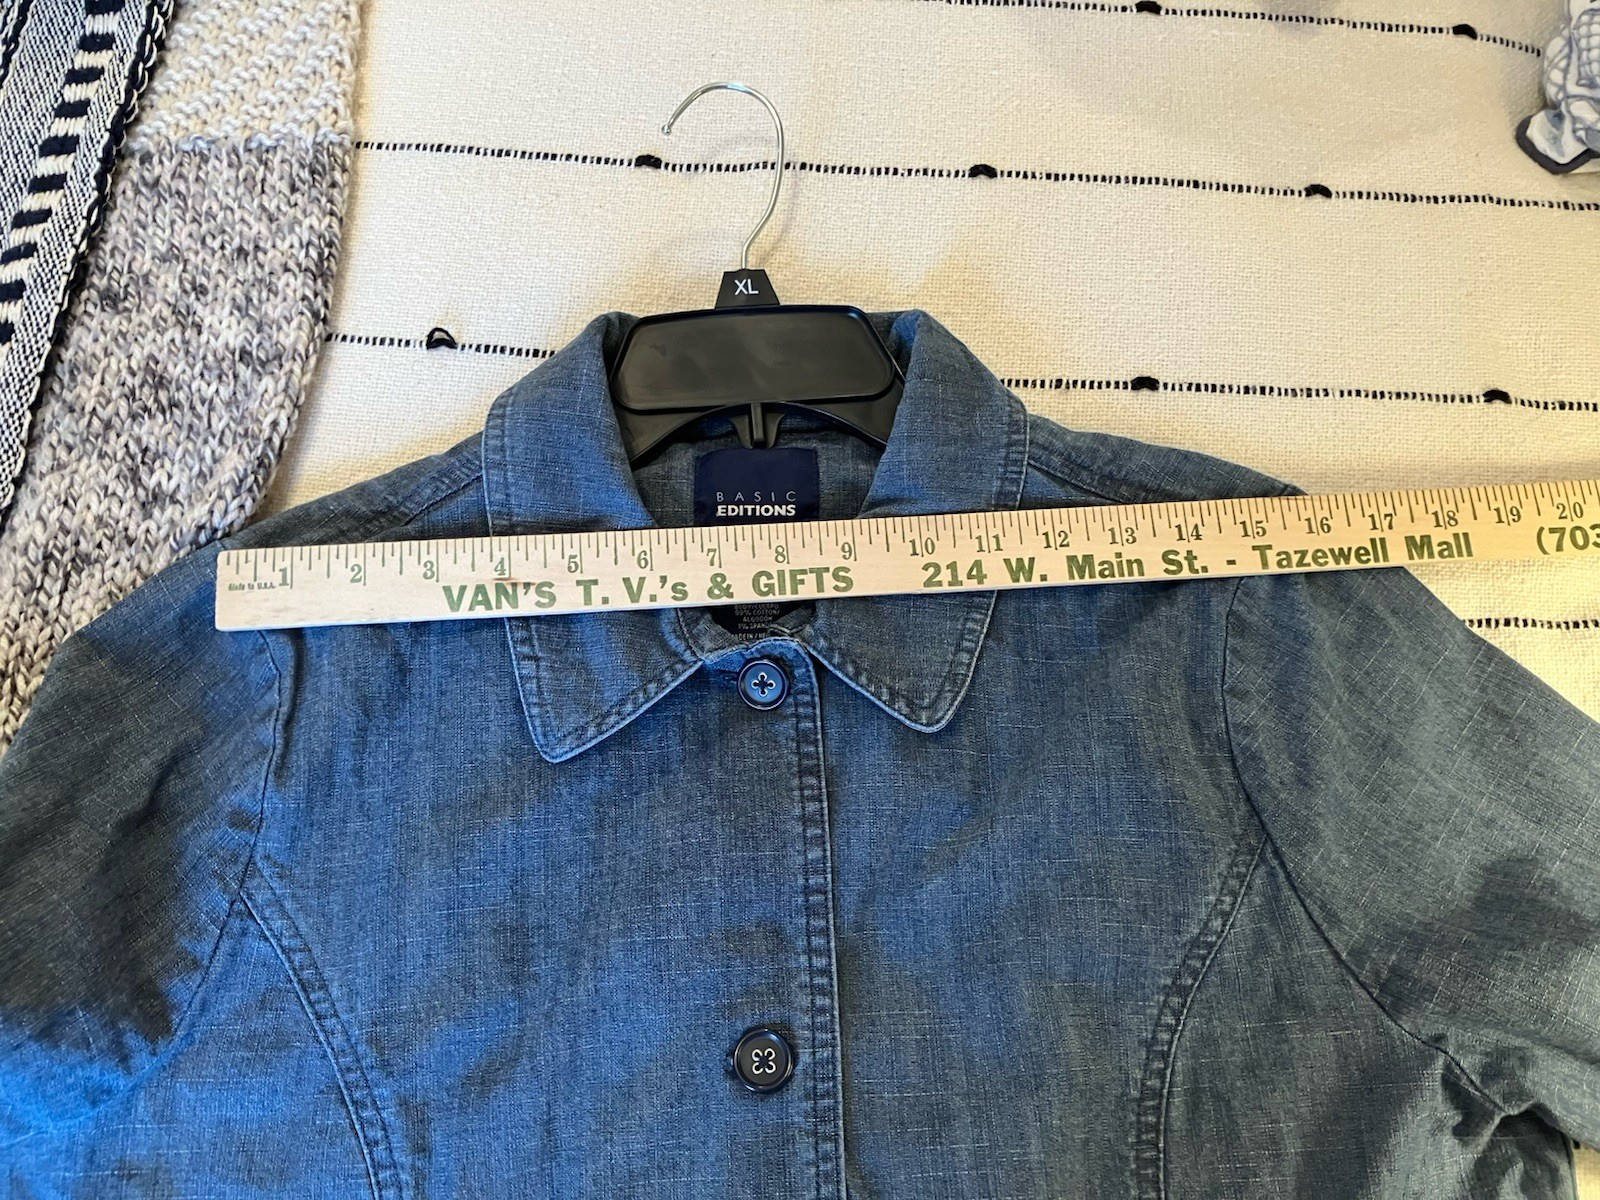 XL
BASIC
EDITIONS
1 2 3 4 5 6 7 8 9 10 11 12 13 14 15 16 17 18 19 20
Made in U.S.A. VAN'S T. V.'s & GIFTS 214 W. Main St. - Tazewell Mall (703
ALGODON